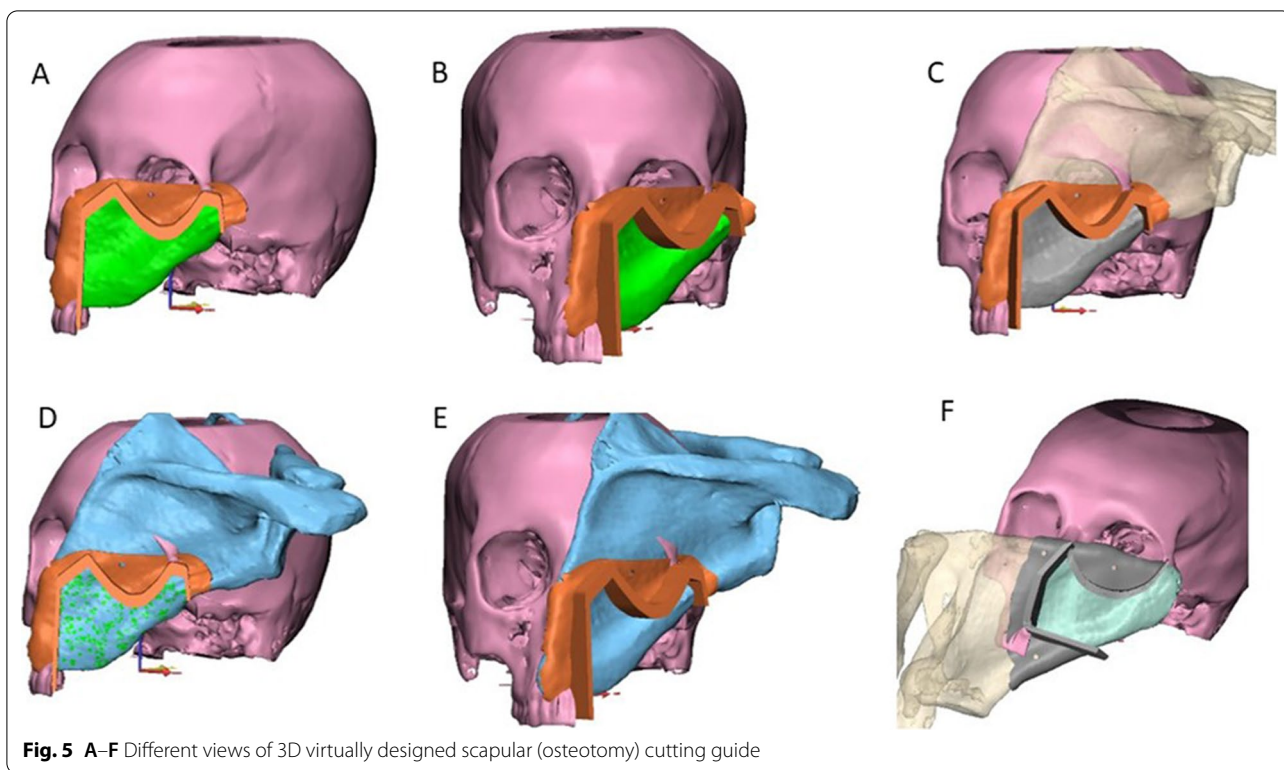 A
B
C
D
E
F
Fig. 5 A–F Different views of 3D virtually designed scapular (osteotomy) cutting guide